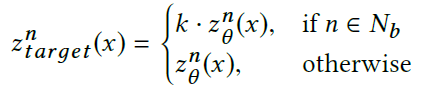 z^n_{target}(x) = { k · z^n_θ(x), if n ∈ N_b
z^n_θ(x), otherwise